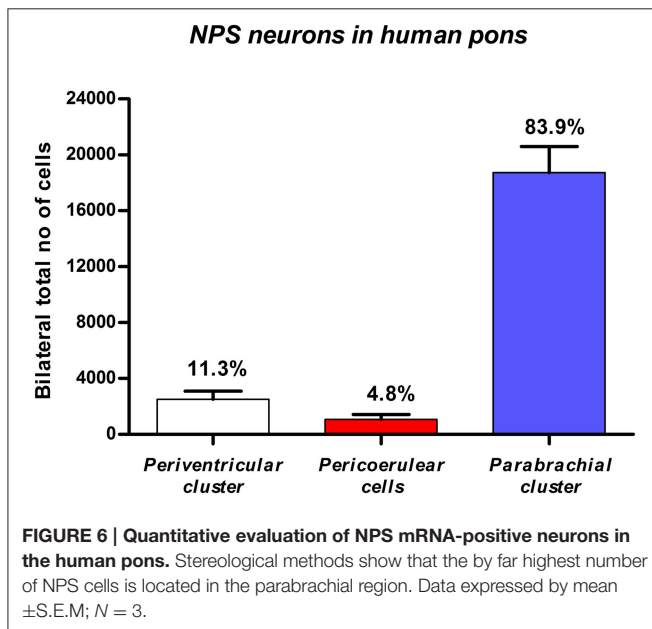 NPS neurons in human pons
Bilateral total no of cells
24000
20000
16000
12000
8000
4000
0
11.3%
4.8%
83.9%
Periventricular
cluster
Pericoerulear
cells
Parabrachial
cluster
FIGURE 6 | Quantitative evaluation of NPS mRNA-positive neurons in
the human pons. Stereological methods show that the by far highest number
of NPS cells is located in the parabrachial region. Data expressed by mean
±S.E.M; N = 3.